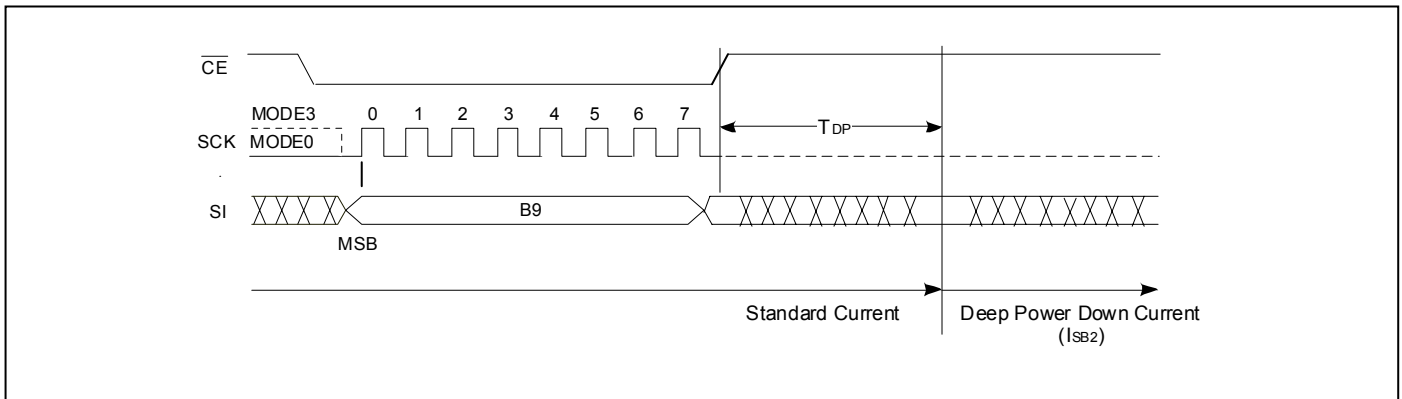 CE
MODE3 0 1 2 3 4 5 6 7
TDP
SCK MODE0
SI B9
MSB
Standard Current Deep Power Down Current
(ISB2)